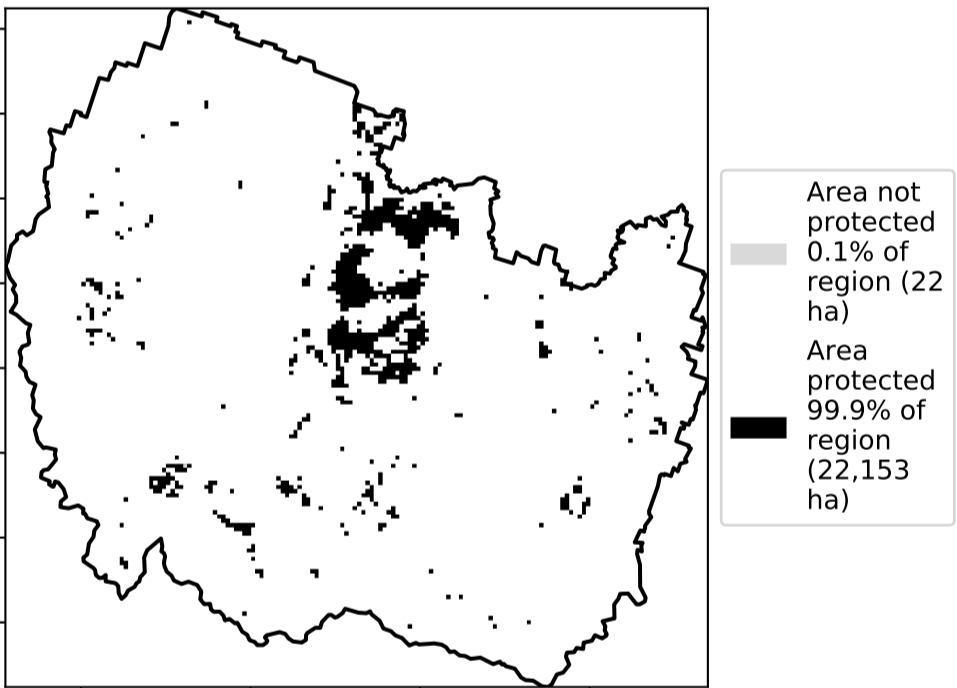 Area not
protected
0.1% of
region (22
ha)
Area
protected
99.9% of
region
(22,153
ha)